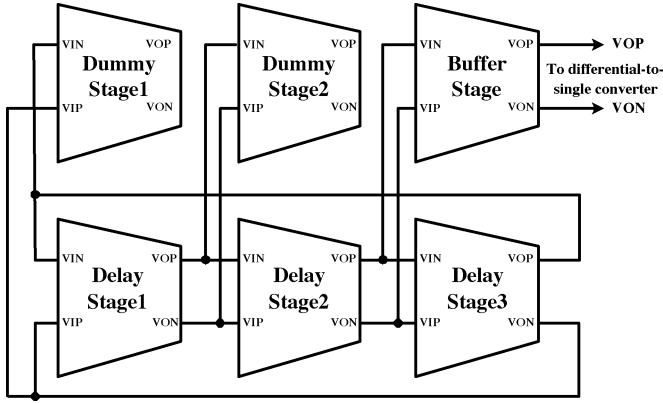 VIN VOP
Dummy
Stage1
VIP VON
VIN VOP
Dummy
Stage2
VIP VON
VIN VOP
Buffer
Stage
VIP VON
VOP
To differential-to-
single converter
VON
VIN VOP
Delay
Stage1
VIP VON
VIN VOP
Delay
Stage2
VIP VON
VIN VOP
Delay
Stage3
VIP VON